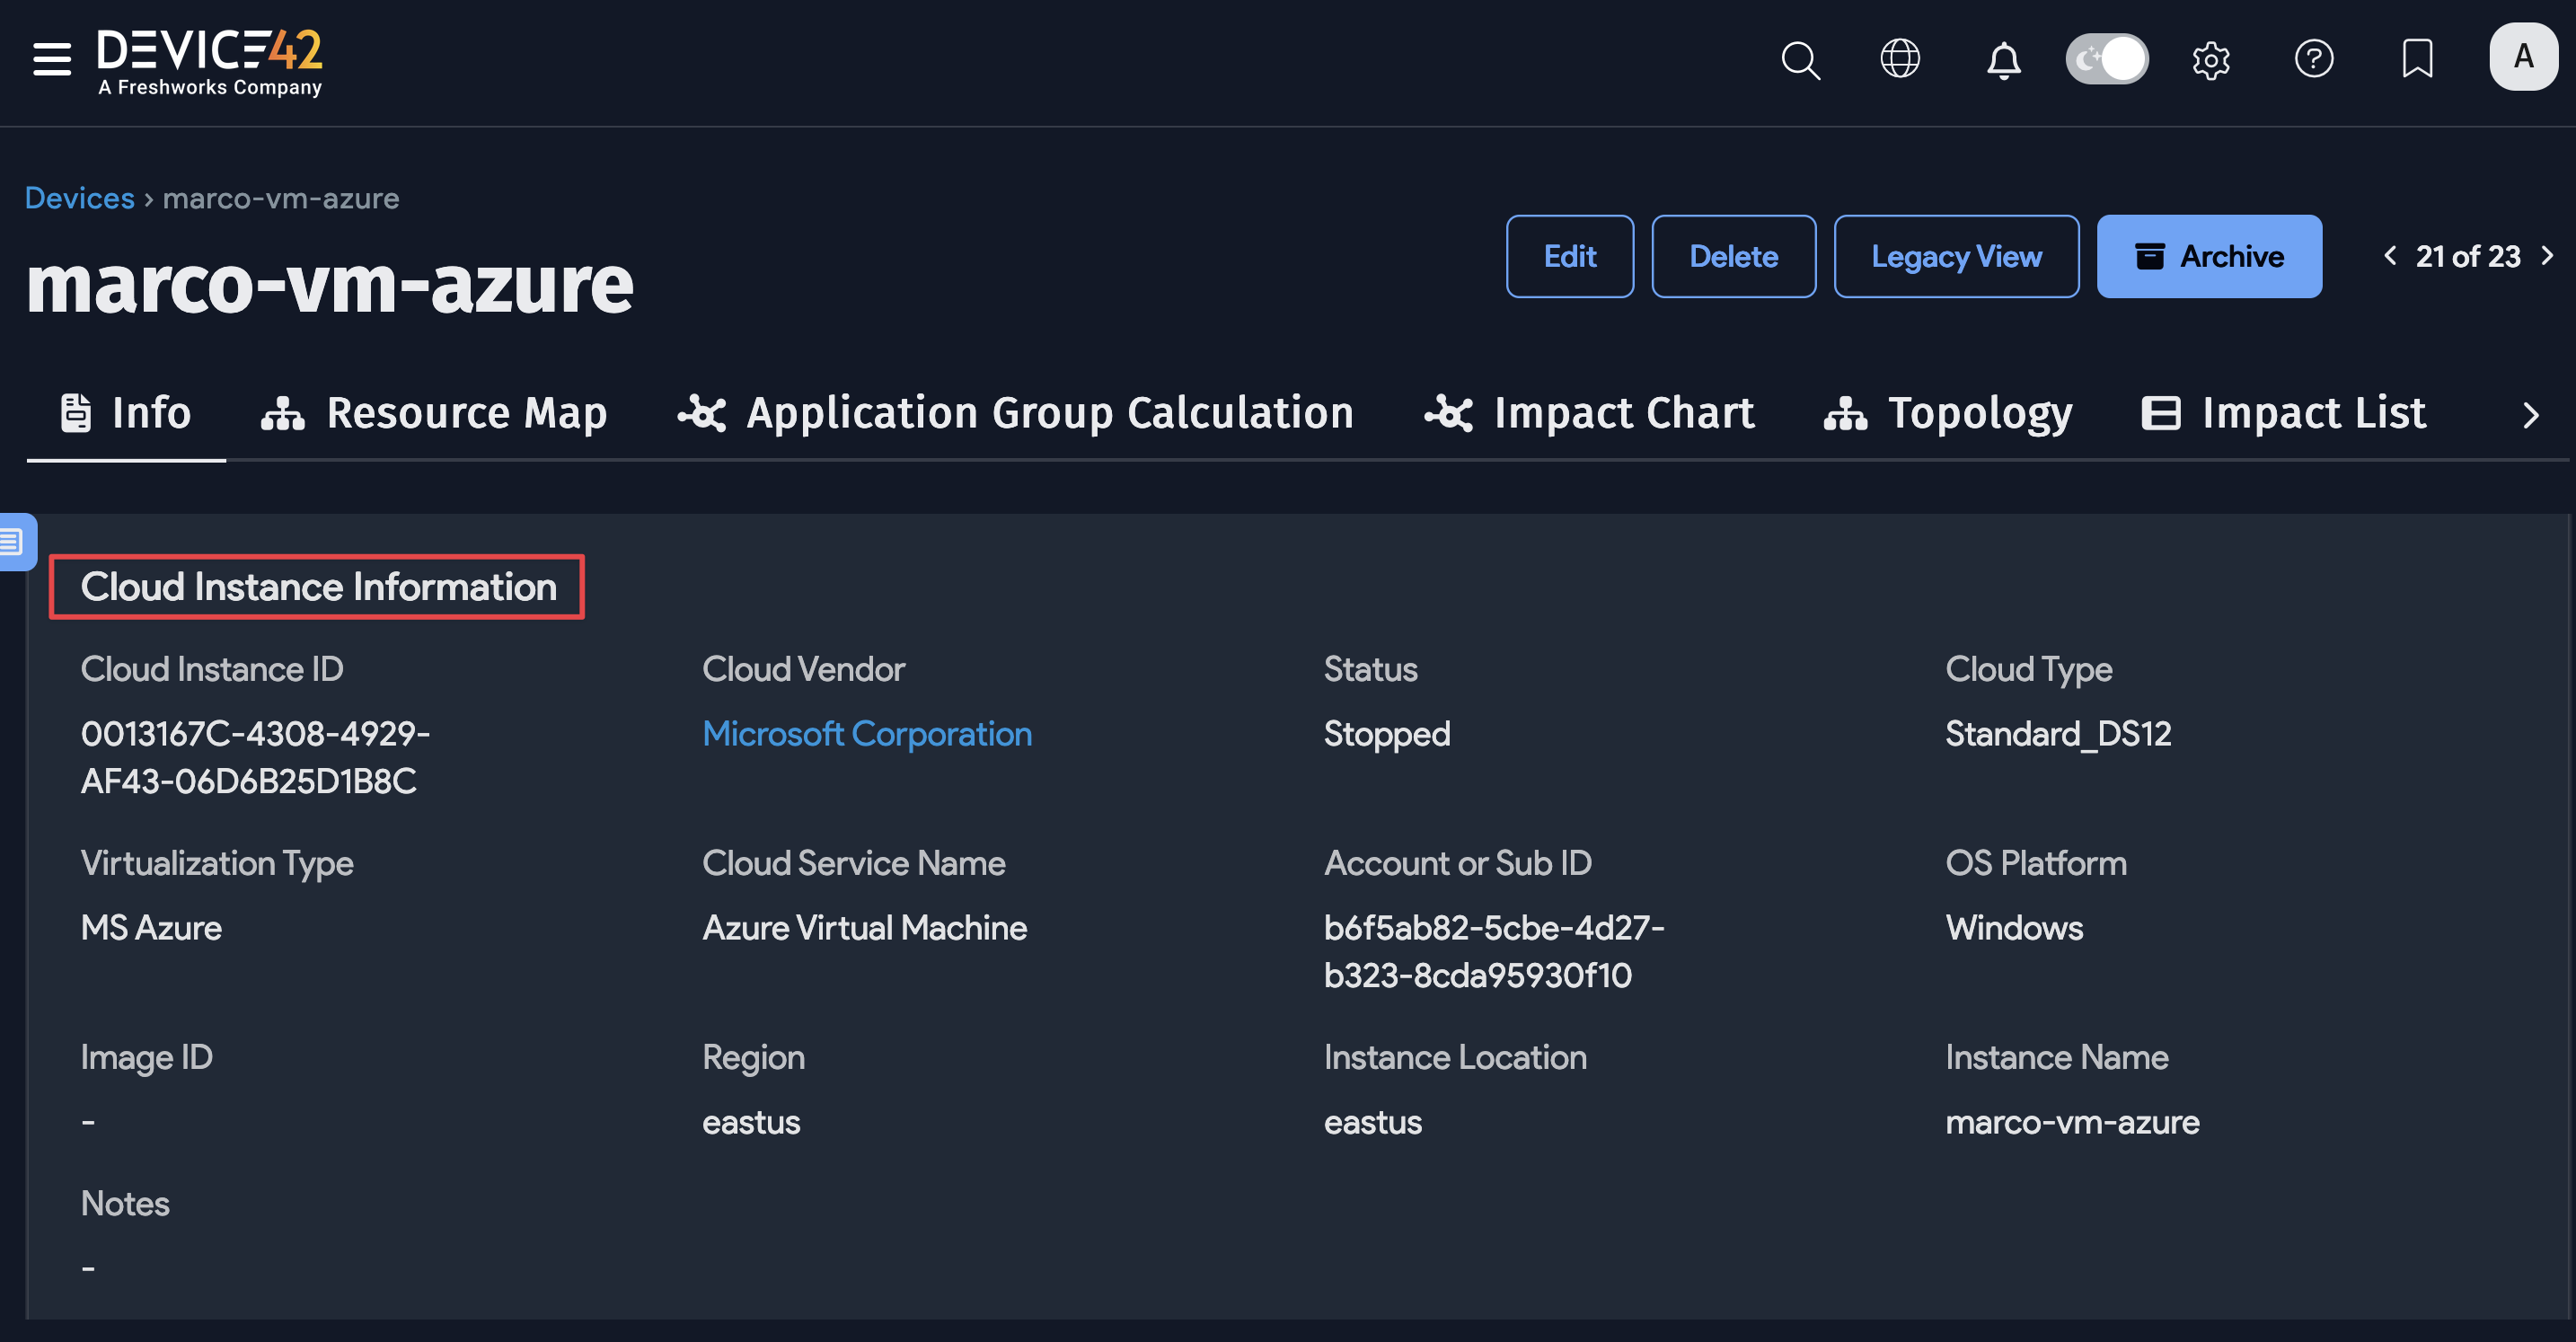 DEVICE42
A Freshworks Company
A
Devices › marco-vm-azure
marco-vm-azure
Edit
Delete
Legacy View
Archive
21 of 23
Info
Resource Map
Application Group Calculation
Impact Chart
Topology
Impact List
Cloud Instance Information
Cloud Instance ID
0013167C-4308-4929-
AF43-06D6B25D1B8C
Cloud Vendor
Microsoft Corporation
Status
Stopped
Cloud Type
Standard_DS12
Virtualization Type
MS Azure
Cloud Service Name
Azure Virtual Machine
Account or Sub ID
b6f5ab82-5cbe-4d27-
b323-8cda95930f10
OS Platform
Windows
Image ID
-
Region
eastus
Instance Location
eastus
Instance Name
marco-vm-azure
Notes
-